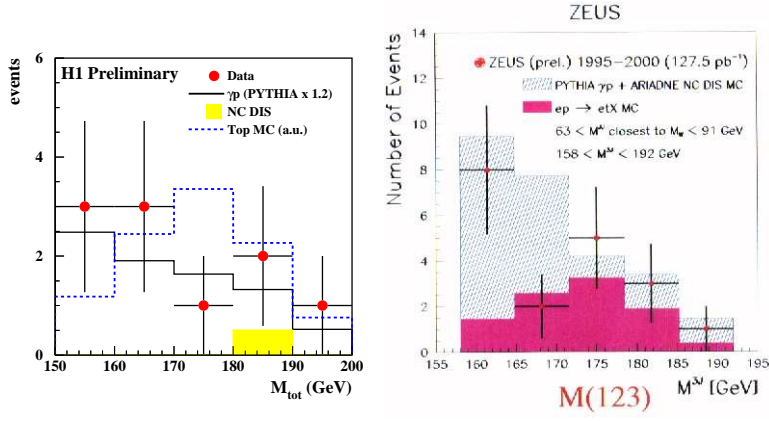 H1 Preliminary
Data
γp (PYTHIA x 1.2)
NC DIS
Top MC (a.u.)
events
6
4
2
0
150 160 170 180 190 200
M_tot (GeV)
ZEUS
ZEUS (prel.) 1995-2000 (127.5 pb⁻¹)
PYTHIA γp + ARIADNE NC DIS MC
ep → etX MC
63 < M^2J closest to M_W < 91 GeV
158 < M^3J < 192 GeV
Number of Events
14
12
10
8
6
4
2
0
155 160 165 170 175 180 185 190 195
M(123) M^3J [GeV]